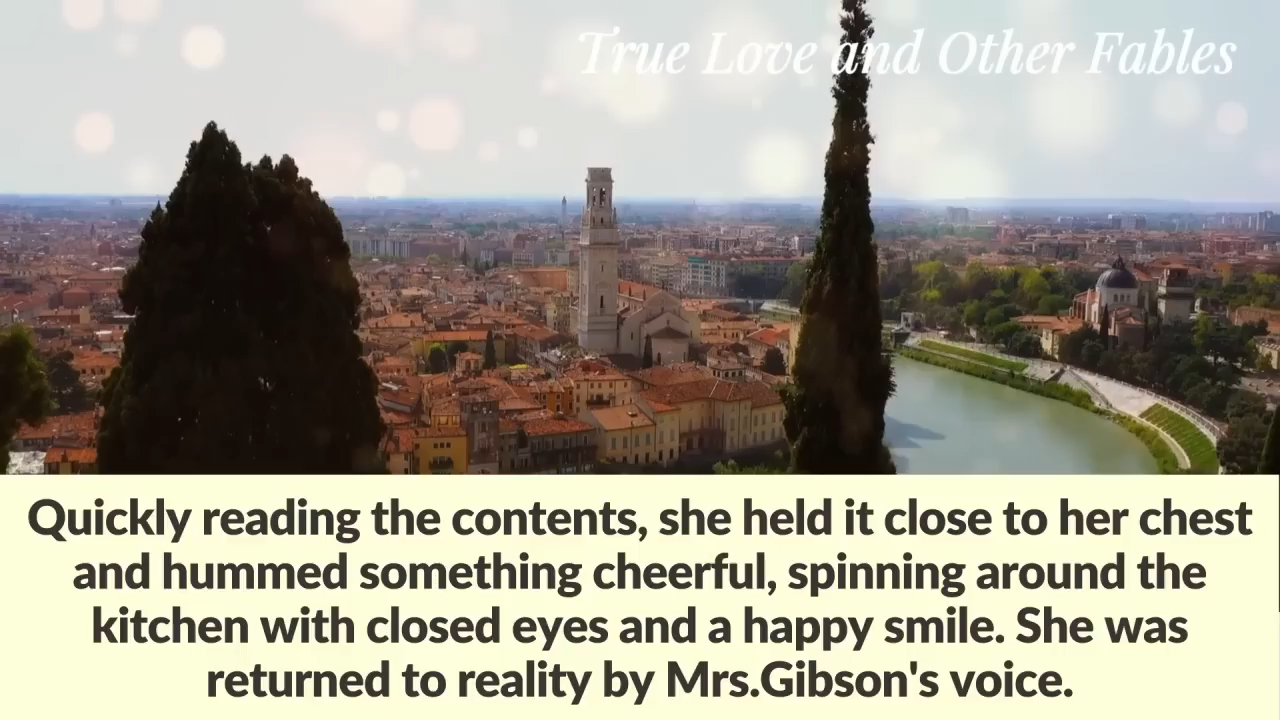 True Love and Other Fables
Quickly reading the contents, she held it close to her chest
and hummed something cheerful, spinning around the
kitchen with closed eyes and a happy smile. She was
returned to reality by Mrs.Gibson's voice.